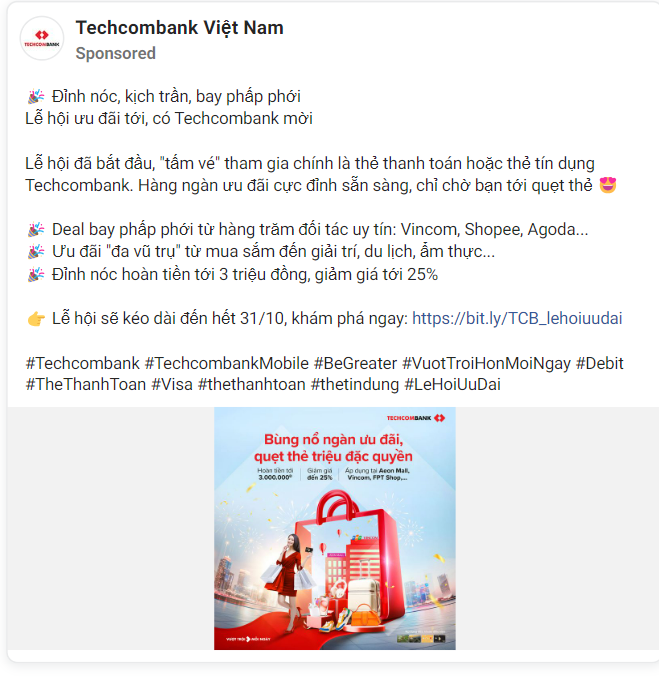 Techcombank Việt Nam
Sponsored
TECHCOMBANK
🎉 Đỉnh nóc, kịch trần, bay phấp phới
Lễ hội ưu đãi tới, có Techcombank mời
Lễ hội đã bắt đầu, "tấm vé" tham gia chính là thẻ thanh toán hoặc thẻ tín dụng
Techcombank. Hàng ngàn ưu đãi cực đỉnh sẵn sàng, chỉ chờ bạn tới quẹt thẻ 😍
🎉 Deal bay phấp phới từ hàng trăm đối tác uy tín: Vincom, Shopee, Agoda...
🎉 Ưu đãi "đa vũ trụ" từ mua sắm đến giải trí, du lịch, ẩm thực...
🎉 Đỉnh nóc hoàn tiền tới 3 triệu đồng, giảm giá tới 25%
👉 Lễ hội sẽ kéo dài đến hết 31/10, khám phá ngay: https://bit.ly/TCB_lehoiuudai
#Techcombank #TechcombankMobile #BeGreater #VuotTroiHonMoiNgay #Debit
#TheThanhToan #Visa #thethanhtoan #thetindung #LeHoiUuDai
TECHCOMBANK
Bùng nổ ngàn ưu đãi,
quẹt thẻ triệu đặc quyền
Hoàn tiền tới
3.000.000đ
Giảm giá
đến 25%
Áp dụng tại Aeon Mall,
Vincom, FPT Shop,...
VƯỢT TRỘI HƠN MỖI NGÀY